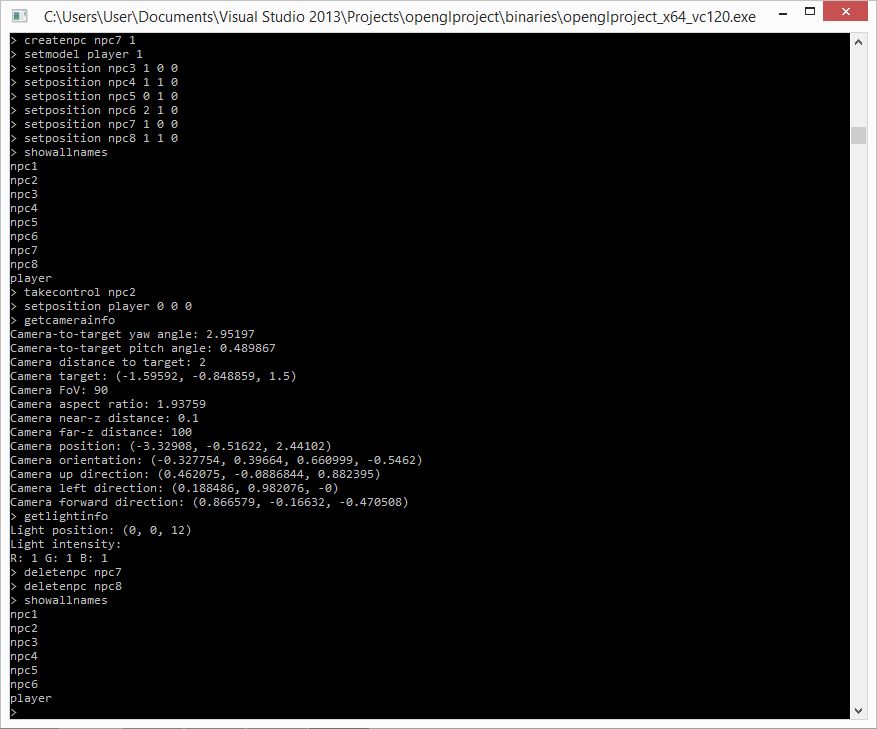 C:\Users\User\Documents\Visual Studio 2013\Projects\openglproject\binaries\openglproject_x64_vc120.exe
> createnpc npc7 1
> setmodel player 1
> setposition npc3 1 0 0
> setposition npc4 1 1 0
> setposition npc5 0 1 0
> setposition npc6 2 1 0
> setposition npc7 1 0 0
> setposition npc8 1 1 0
> showallnames
npc1
npc2
npc3
npc4
npc5
npc6
npc7
npc8
player
> takecontrol npc2
> setposition player 0 0 0
> getcamerainfo
Camera-to-target yaw angle: 2.95197
Camera-to-target pitch angle: 0.489867
Camera distance to target: 2
Camera target: (-1.59592, -0.848859, 1.5)
Camera FoV: 90
Camera aspect ratio: 1.93759
Camera near-z distance: 0.1
Camera far-z distance: 100
Camera position: (-3.32908, -0.51622, 2.44102)
Camera orientation: (-0.327754, 0.39664, 0.660999, -0.5462)
Camera up direction: (0.462075, -0.0886844, 0.882395)
Camera left direction: (0.188486, 0.982076, -0)
Camera forward direction: (0.866579, -0.16632, -0.470508)
> getlightinfo
Light position: (0, 0, 12)
Light intensity:
R: 1 G: 1 B: 1
> deletenpc npc7
> deletenpc npc8
> showallnames
npc1
npc2
npc3
npc4
npc5
npc6
player
>